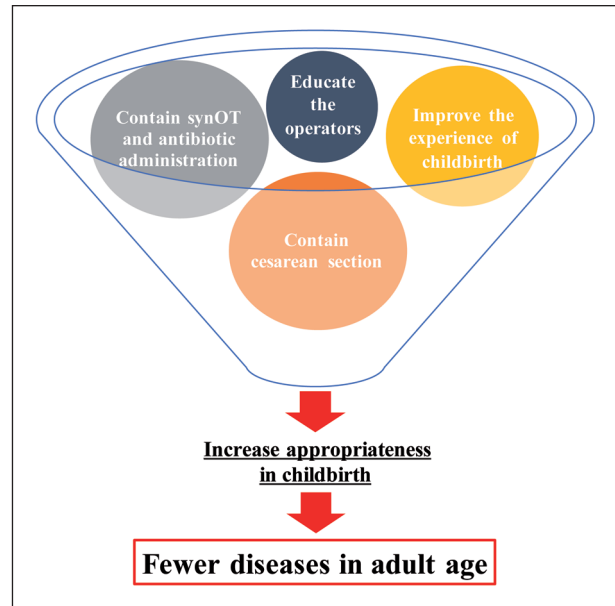 Contain synOT
and antibiotic
administration
Educate
the
operators
Improve the
experience of
childbirth
Contain
cesarean section
Increase appropriateness
in childbirth
Fewer diseases in adult age